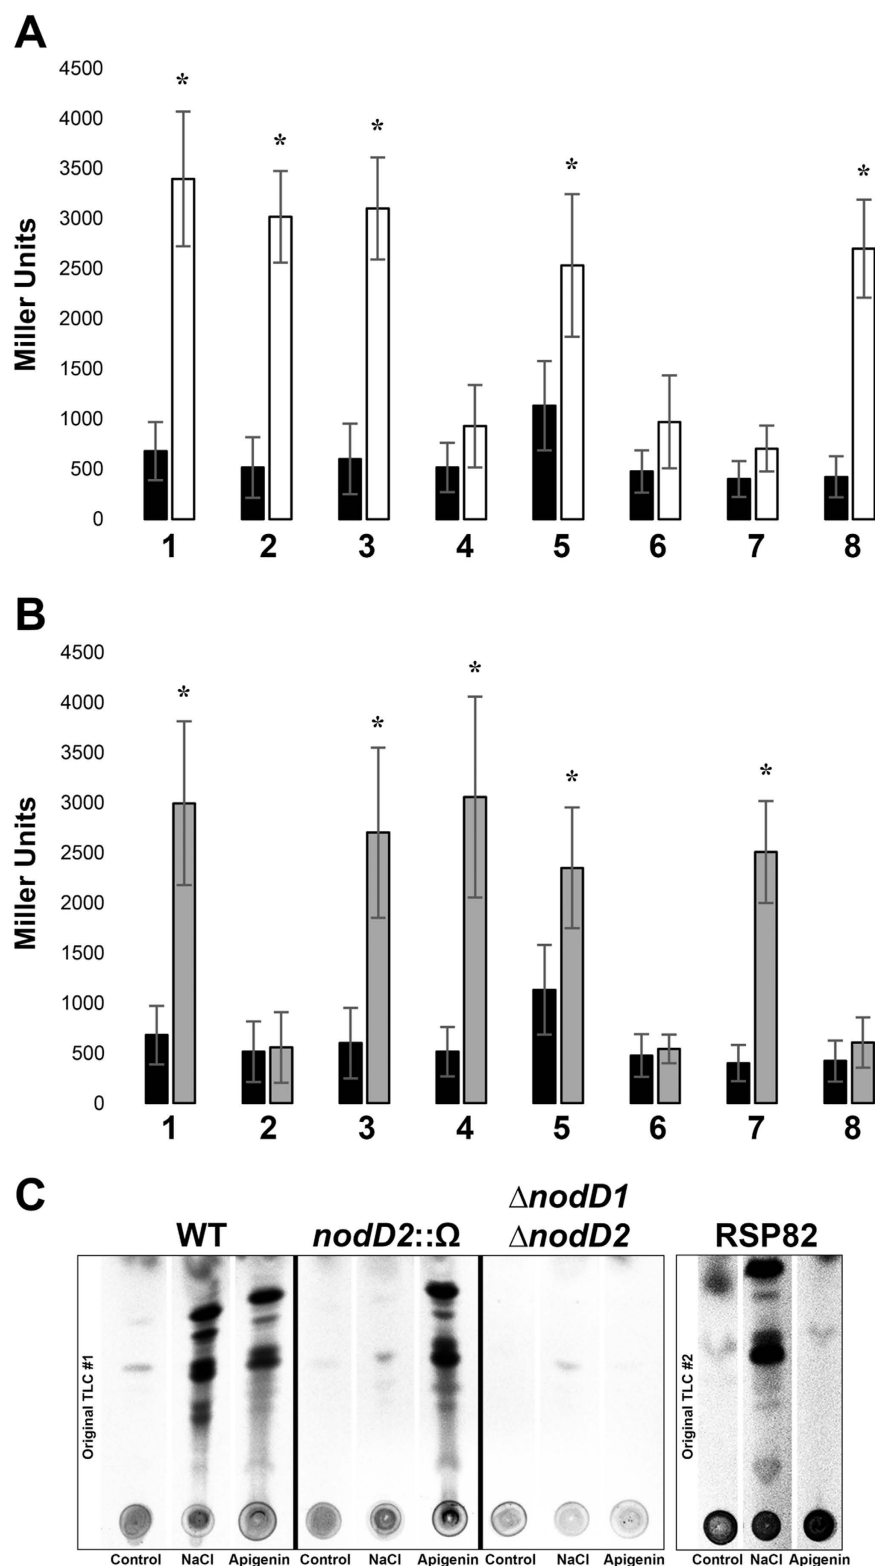 A
Miller Units
4500
4000
3500
3000
2500
2000
1500
1000
500
0
* * * * *
1 2 3 4 5 6 7 8
B
Miller Units
4500
4000
3500
3000
2500
2000
1500
1000
500
0
* * * * *
1 2 3 4 5 6 7 8
C
WT
nodD2::Ω
ΔnodD1
ΔnodD2
RSP82
Original TLC #1
Original TLC #2
Control NaCl Apigenin Control NaCl Apigenin Control NaCl Apigenin Control NaCl Apigenin